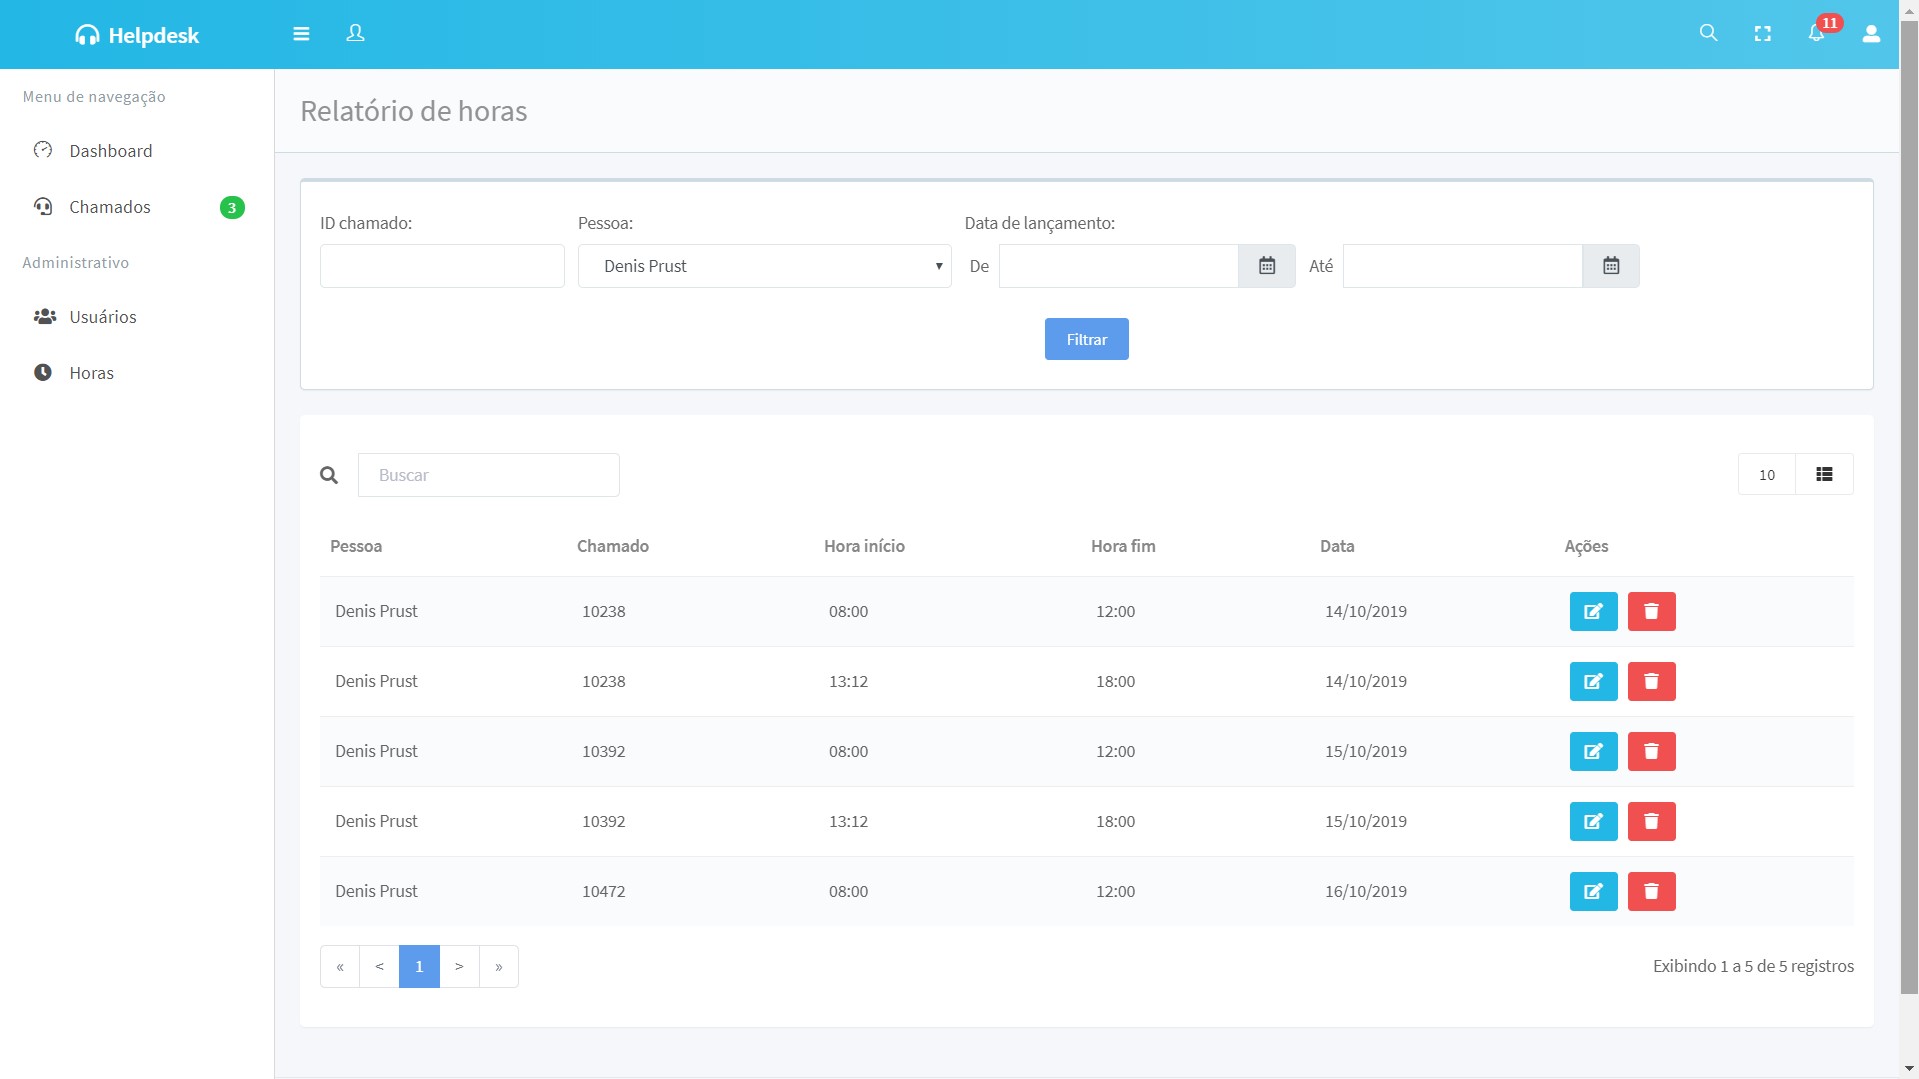 Helpdesk
11
Menu de navegação
Dashboard
Chamados 3
Administrativo
Usuários
Horas
Relatório de horas
ID chamado: Pessoa: Data de lançamento:
Denis Prust De Até
Filtrar
Buscar 10
Pessoa Chamado Hora início Hora fim Data Ações
Denis Prust 10238 08:00 12:00 14/10/2019
Denis Prust 10238 13:12 18:00 14/10/2019
Denis Prust 10392 08:00 12:00 15/10/2019
Denis Prust 10392 13:12 18:00 15/10/2019
Denis Prust 10472 08:00 12:00 16/10/2019
« < 1 > » Exibindo 1 a 5 de 5 registros